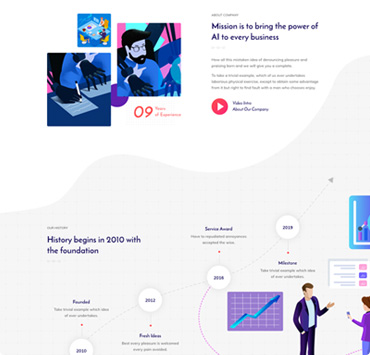 ABOUT COMPANY
Mission is to bring the power of
AI to every business
How all this mistaken idea of denouncing pleasure and
praising pain and we will give you a complete.
To take a trivial example, which of us ever undertakes
laborious physical exercise, except to obtain some advantage
from it but right to find fault with a man who chooses enjoy.
09 Years
of Experience
Video Intro
About Our Company
OUR HISTORY
History begins in 2010 with
the foundation
Service Award
Have to repudiated annoyances
accepted the wise.
2019
Milestone
Take trivial example which idea
of ever undertakes.
2016
Founded
Take trivial example which idea
of ever undertakes.
2012
Fresh Ideas
Best every pleasure is welcomed
every pain avoided
2010